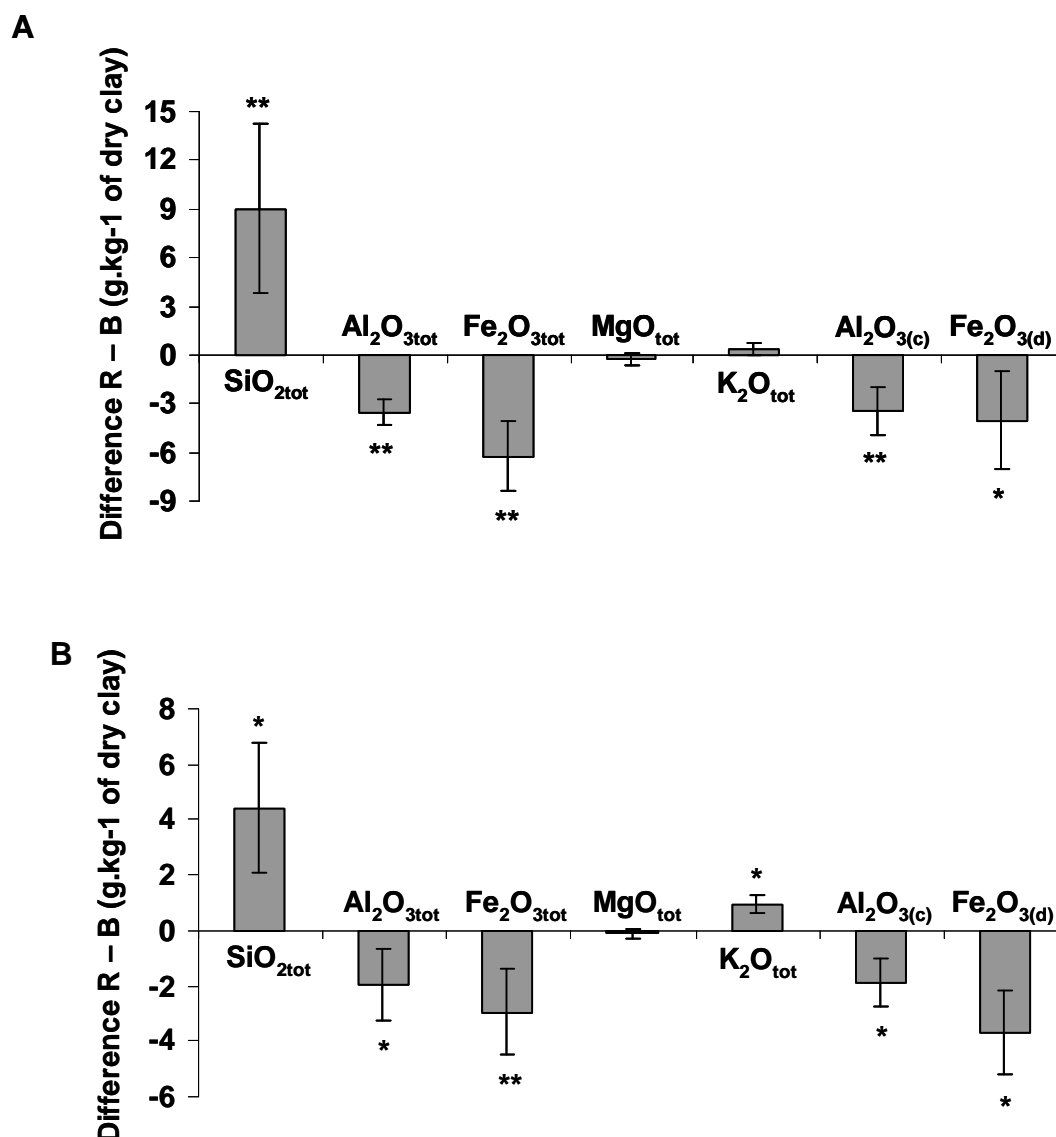 A
Difference R – B (g.kg-1 of dry clay)
15
12
9
6
3
0
-3
-6
-9
**
Al₂O₃tot
Fe₂O₃tot
MgOtot
Al₂O₃(c)
Fe₂O₃(d)
SiO₂tot
K₂Otot
**
**
**
*
B
Difference R – B (g.kg-1 of dry clay)
8
6
4
2
0
-2
-4
-6
*
*
Al₂O₃tot
Fe₂O₃tot
MgOtot
Al₂O₃(c)
Fe₂O₃(d)
SiO₂tot
K₂Otot
*
**
*
*